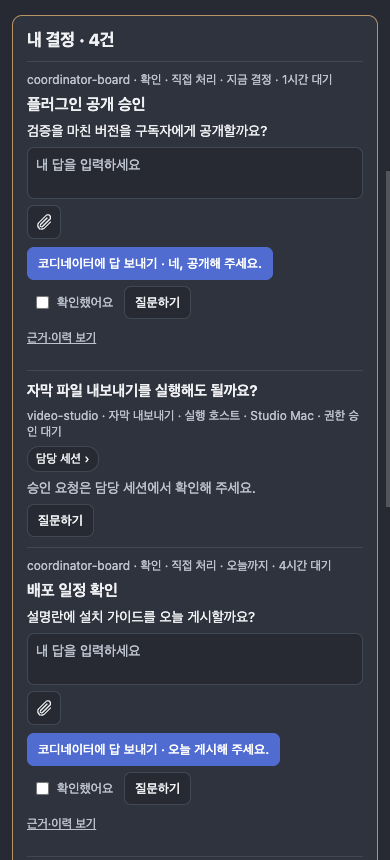 내 결정 · 4건
coordinator-board · 확인 · 직접 처리 · 지금 결정 · 1시간 대기
플러그인 공개 승인
검증을 마친 버전을 구독자에게 공개할까요?
내 답을 입력하세요
코디네이터에 답 보내기 · 네, 공개해 주세요.
확인했어요
질문하기
근거·이력 보기
자막 파일 내보내기를 실행해도 될까요?
video-studio · 자막 내보내기 · 실행 호스트 · Studio Mac · 권한 승
인 대기
담당 세션 ›
승인 요청은 담당 세션에서 확인해 주세요.
질문하기
coordinator-board · 확인 · 직접 처리 · 오늘까지 · 4시간 대기
배포 일정 확인
설명란에 설치 가이드를 오늘 게시할까요?
내 답을 입력하세요
코디네이터에 답 보내기 · 오늘 게시해 주세요.
확인했어요
질문하기
근거·이력 보기